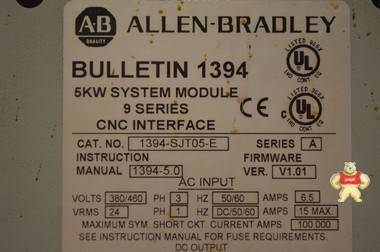 AB
QUALITY
ALLEN-BRADLEY
BULLETIN 1394
5KW SYSTEM MODULE
9 SERIES
CNC INTERFACE
UL
LISTED
CE
UL
CAT. NO. 1394-SJT05-E SERIES A
INSTRUCTION FIRMWARE
MANUAL 1394-5.0 VER. V1.01
AC INPUT
VOLTS 380/460 PH 3 HZ 50/60 AMPS 6.5
VRMS 24 PH 1 HZ DC/50/60 AMPS 15 MAX.
MAXIMUM SYM. SHORT CKT CURRENT AMPS 100,000
SEE INSTRUCTION MANUAL FOR FUSE REQUIREMENTS.
DC OUTPUT